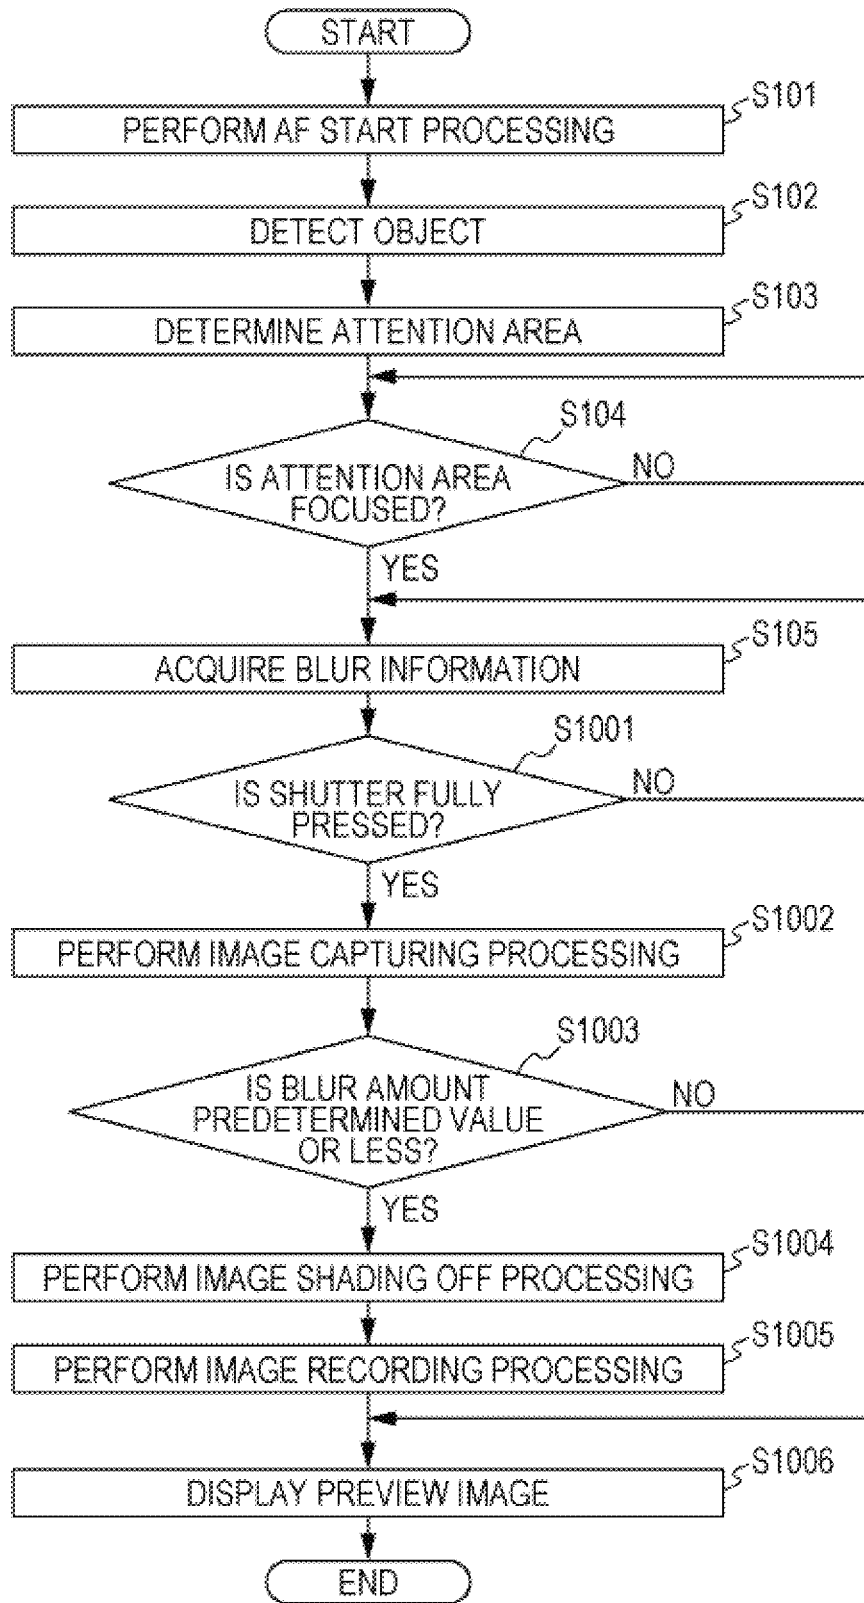 START
S101
PERFORM AF START PROCESSING
S102
DETECT OBJECT
S103
DETERMINE ATTENTION AREA
S104
IS ATTENTION AREA
FOCUSED?
NO
YES
S105
ACQUIRE BLUR INFORMATION
S1001
IS SHUTTER FULLY
PRESSED?
NO
YES
S1002
PERFORM IMAGE CAPTURING PROCESSING
S1003
IS BLUR AMOUNT
PREDETERMINED VALUE
OR LESS?
NO
YES
S1004
PERFORM IMAGE SHADING OFF PROCESSING
S1005
PERFORM IMAGE RECORDING PROCESSING
S1006
DISPLAY PREVIEW IMAGE
END